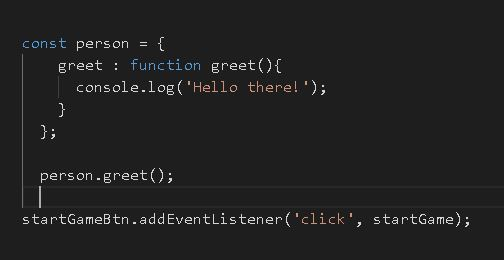 const person = {
greet : function greet(){
console.log('Hello there!');
}
};
person.greet();
startGameBtn.addEventListener('click', startGame);